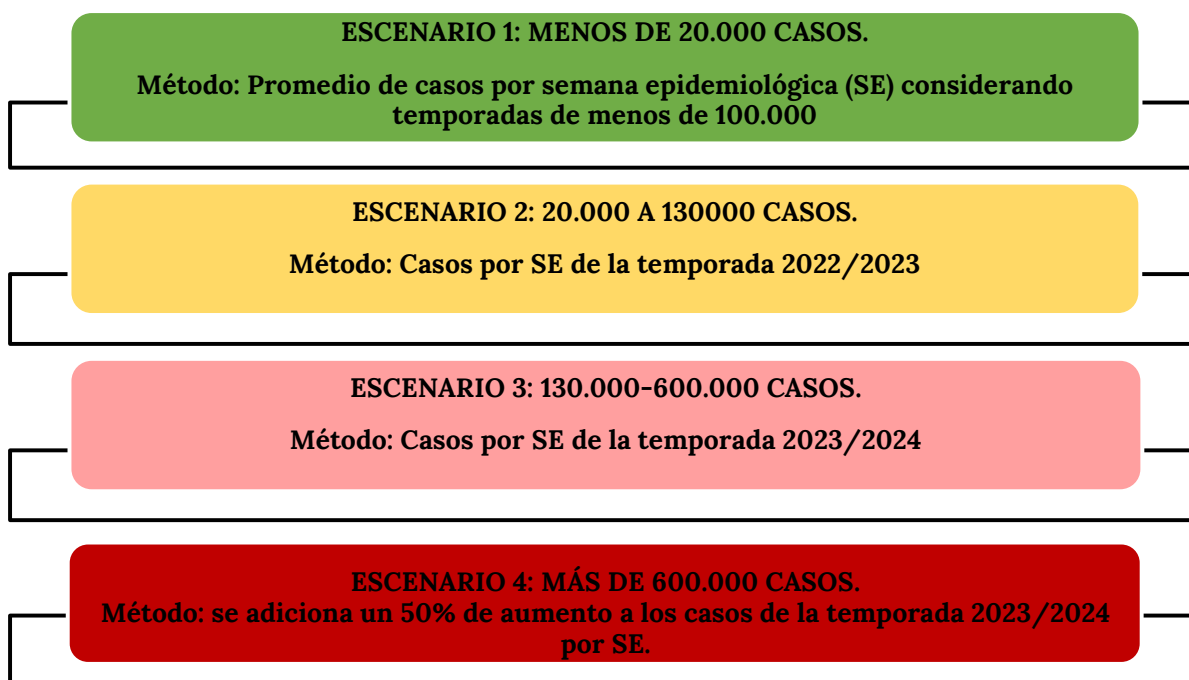 ESCENARIO 1: MENOS DE 20.000 CASOS.
Método: Promedio de casos por semana epidemiológica (SE) considerando
temporadas de menos de 100.000
ESCENARIO 2: 20.000 A 130000 CASOS.
Método: Casos por SE de la temporada 2022/2023
ESCENARIO 3: 130.000-600.000 CASOS.
Método: Casos por SE de la temporada 2023/2024
ESCENARIO 4: MÁS DE 600.000 CASOS.
Método: se adiciona un 50% de aumento a los casos de la temporada 2023/2024
por SE.